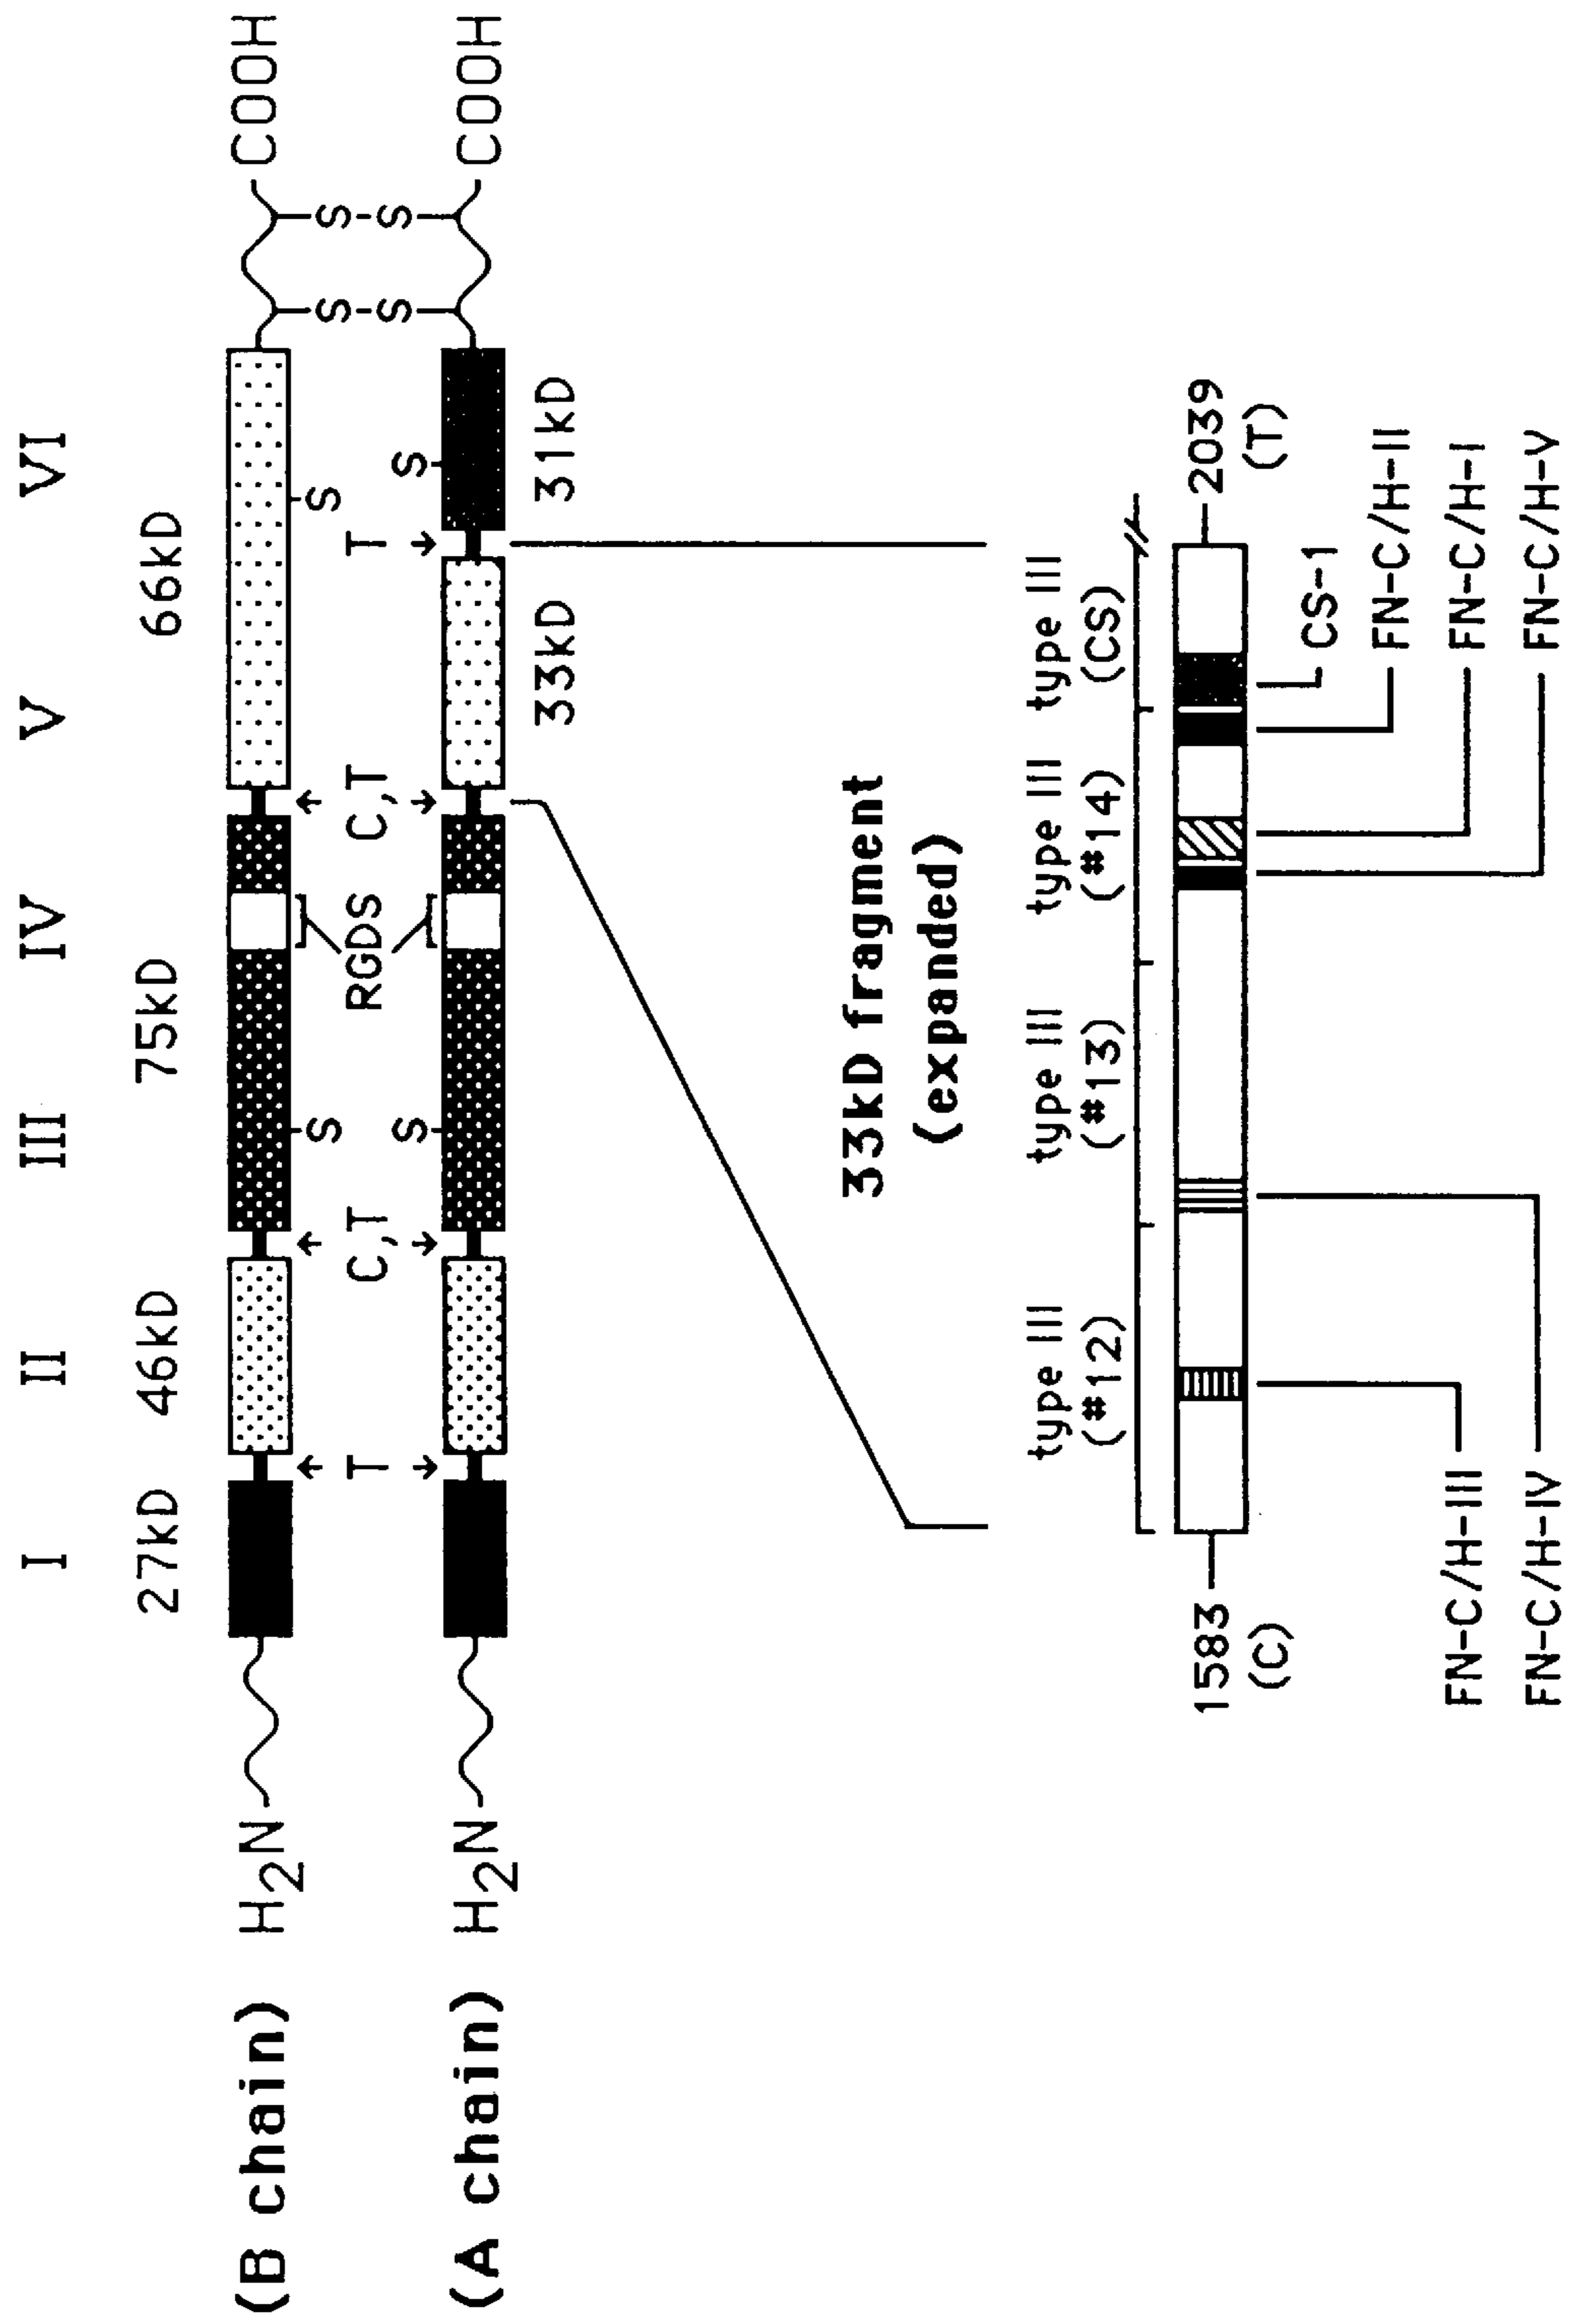 I II III IV V VI
27kD 46kD 75kD 66kD
(B chain) H2N COOH
S S S-S S-S
T C,T RGDS C,T T
S S
(A chain) H2N COOH
33kD 31kD
33kD fragment
(expanded)
type III type III type III type III
(#12) (#13) (#14) (CS)
1583 2039
(C) (T)
CS-1
FN-C/H-II
FN-C/H-III FN-C/H-I
FN-C/H-IV FN-C/H-V